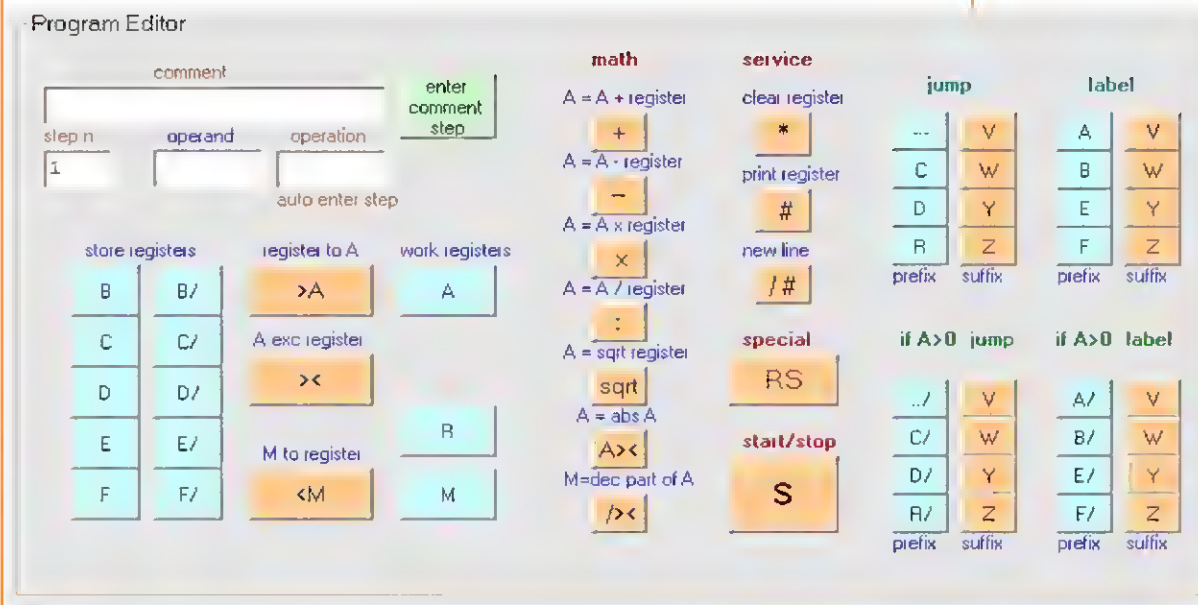 Program Editor
comment
enter comment step
step n operand operation
1
auto enter step
store registers register to A work registers
B B/ >A A
C C/ A exc register
><
D D/ R
E E/ M to register
F F/ <M M
math
A = A + register
+
A = A - register
–
A = A x register
x
A = A / register
:
A = sqrt register
sqrt
A = abs A
A><
M=dec part of A
/><
service
clear register
*
print register
#
new line
/ #
special
RS
start/stop
S
jump
... V
C W
D Y
R Z
prefix suffix
label
A V
B W
E Y
F Z
prefix suffix
if A>0 jump
../ V
C/ W
D/ Y
R/ Z
prefix suffix
if A>0 label
A/ V
B/ W
E/ Y
F/ Z
prefix suffix